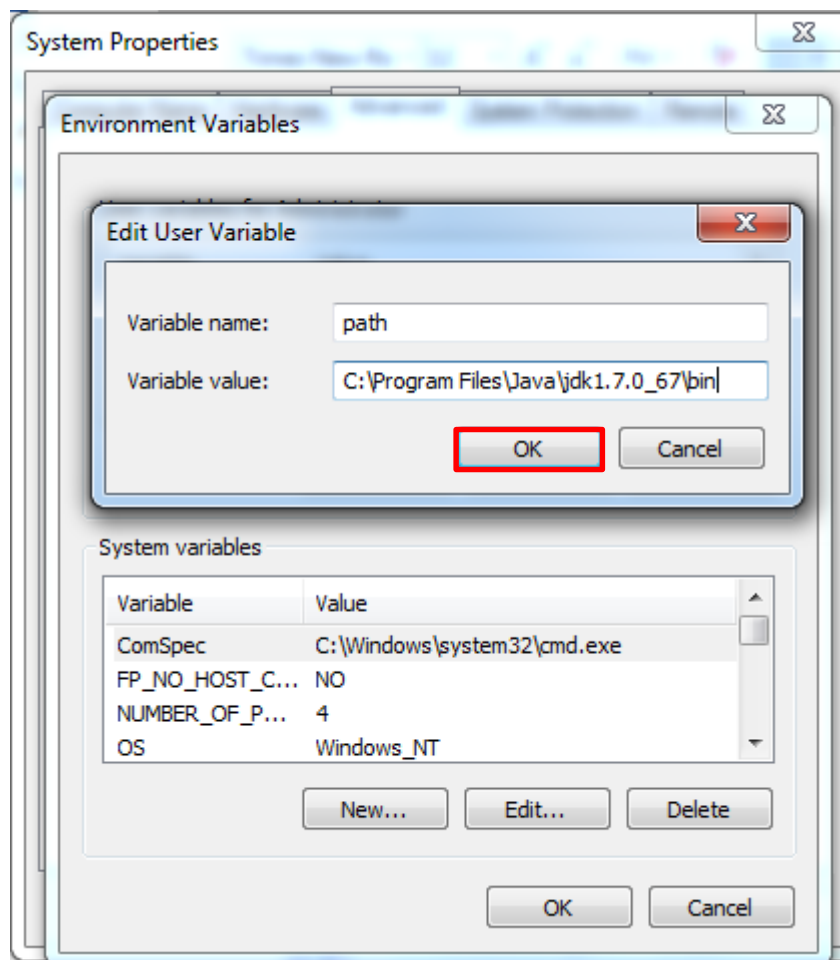 System Properties
Environment Variables
Edit User Variable
Variable name: path
Variable value: C:\Program Files\Java\jdk1.7.0_67\bin
OK Cancel
System variables
Variable Value
ComSpec C:\Windows\system32\cmd.exe
FP_NO_HOST_C... NO
NUMBER_OF_P... 4
OS Windows_NT
New... Edit... Delete
OK Cancel